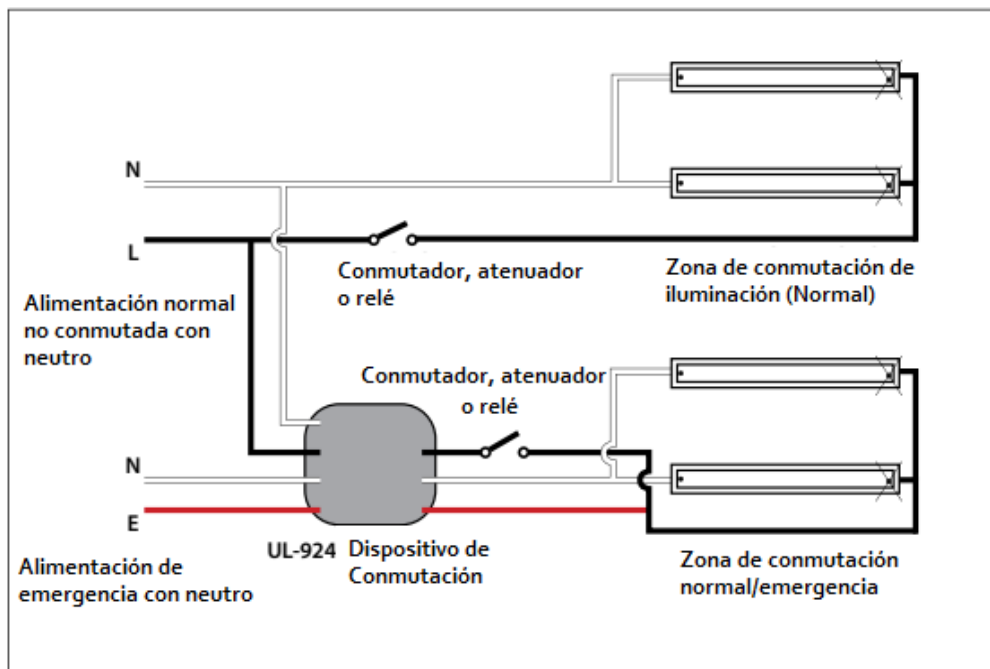 N
L
Conmutador, atenuador
o relé
Zona de conmutación de
iluminación (Normal)
Alimentación normal
no conmutada con
neutro
Conmutador, atenuador
o relé
N
E
UL-924 Dispositivo de
Conmutación
Alimentación de
emergencia con neutro
Zona de conmutación
normal/emergencia